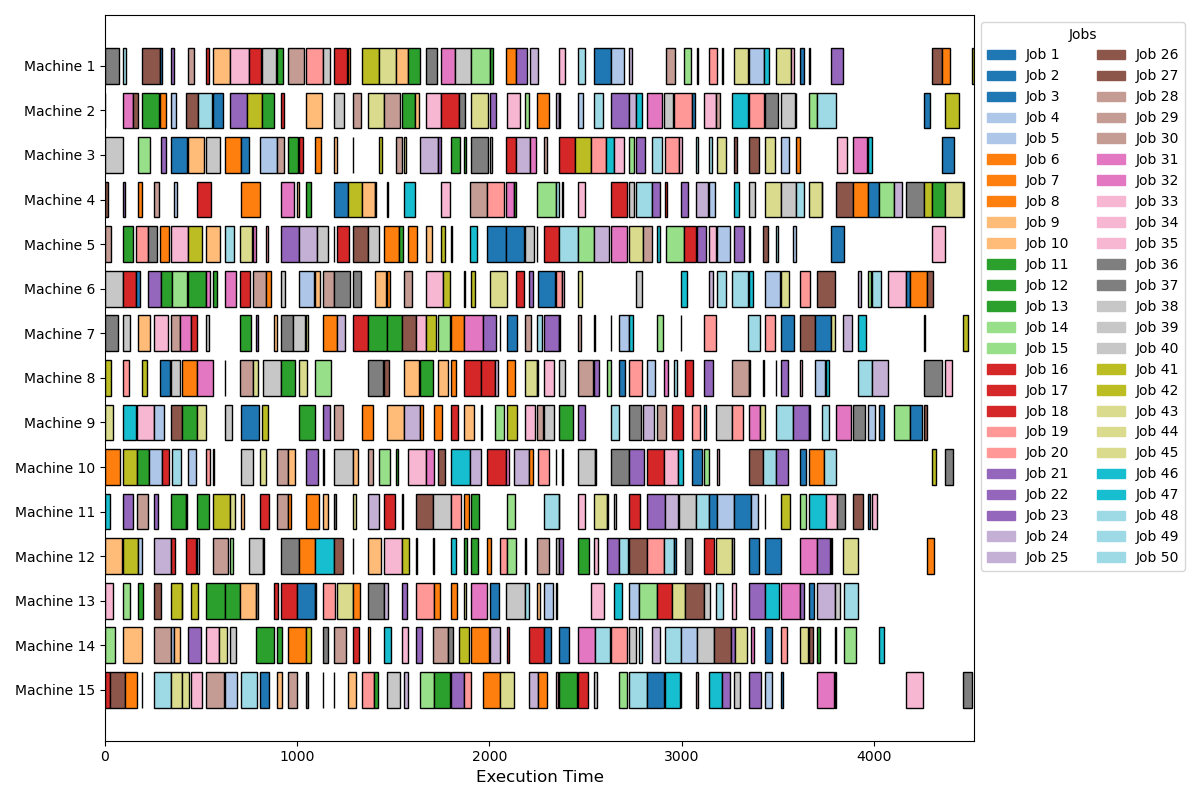 Machine 1
Machine 2
Machine 3
Machine 4
Machine 5
Machine 6
Machine 7
Machine 8
Machine 9
Machine 10
Machine 11
Machine 12
Machine 13
Machine 14
Machine 15
0 1000 2000 3000 4000
Execution Time
Jobs
Job 1 Job 26
Job 2 Job 27
Job 3 Job 28
Job 4 Job 29
Job 5 Job 30
Job 6 Job 31
Job 7 Job 32
Job 8 Job 33
Job 9 Job 34
Job 10 Job 35
Job 11 Job 36
Job 12 Job 37
Job 13 Job 38
Job 14 Job 39
Job 15 Job 40
Job 16 Job 41
Job 17 Job 42
Job 18 Job 43
Job 19 Job 44
Job 20 Job 45
Job 21 Job 46
Job 22 Job 47
Job 23 Job 48
Job 24 Job 49
Job 25 Job 50